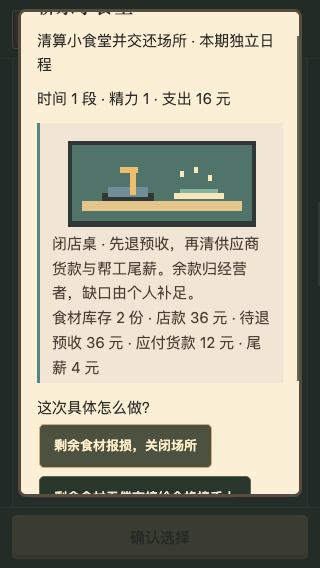 清算小食堂并交还场所 · 本期独立日
程
时间 1 段 · 精力 1 · 支出 16 元
闭店桌 · 先退预收，再清供应商
货款与帮工尾薪。余款归经营
者，缺口由个人补足。
食材库存 2 份 · 店款 36 元 · 待退
预收 36 元 · 应付货款 12 元 · 尾
薪 4 元
这次具体怎么做?
剩余食材报损，关闭场所
确认选择